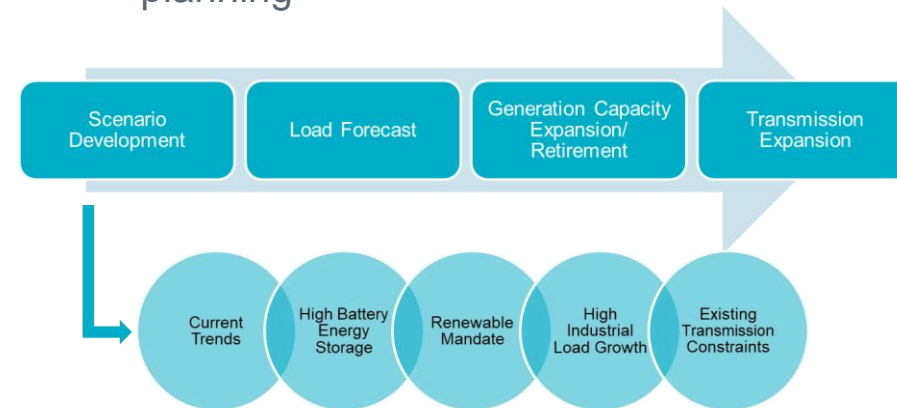 planning
Scenario
Development
Load Forecast
Generation Capacity
Expansion/
Retirement
Transmission
Expansion
Current
Trends
High Battery
Energy
Storage
Renewable
Mandate
High
Industrial
Load Growth
Existing
Transmission
Constraints